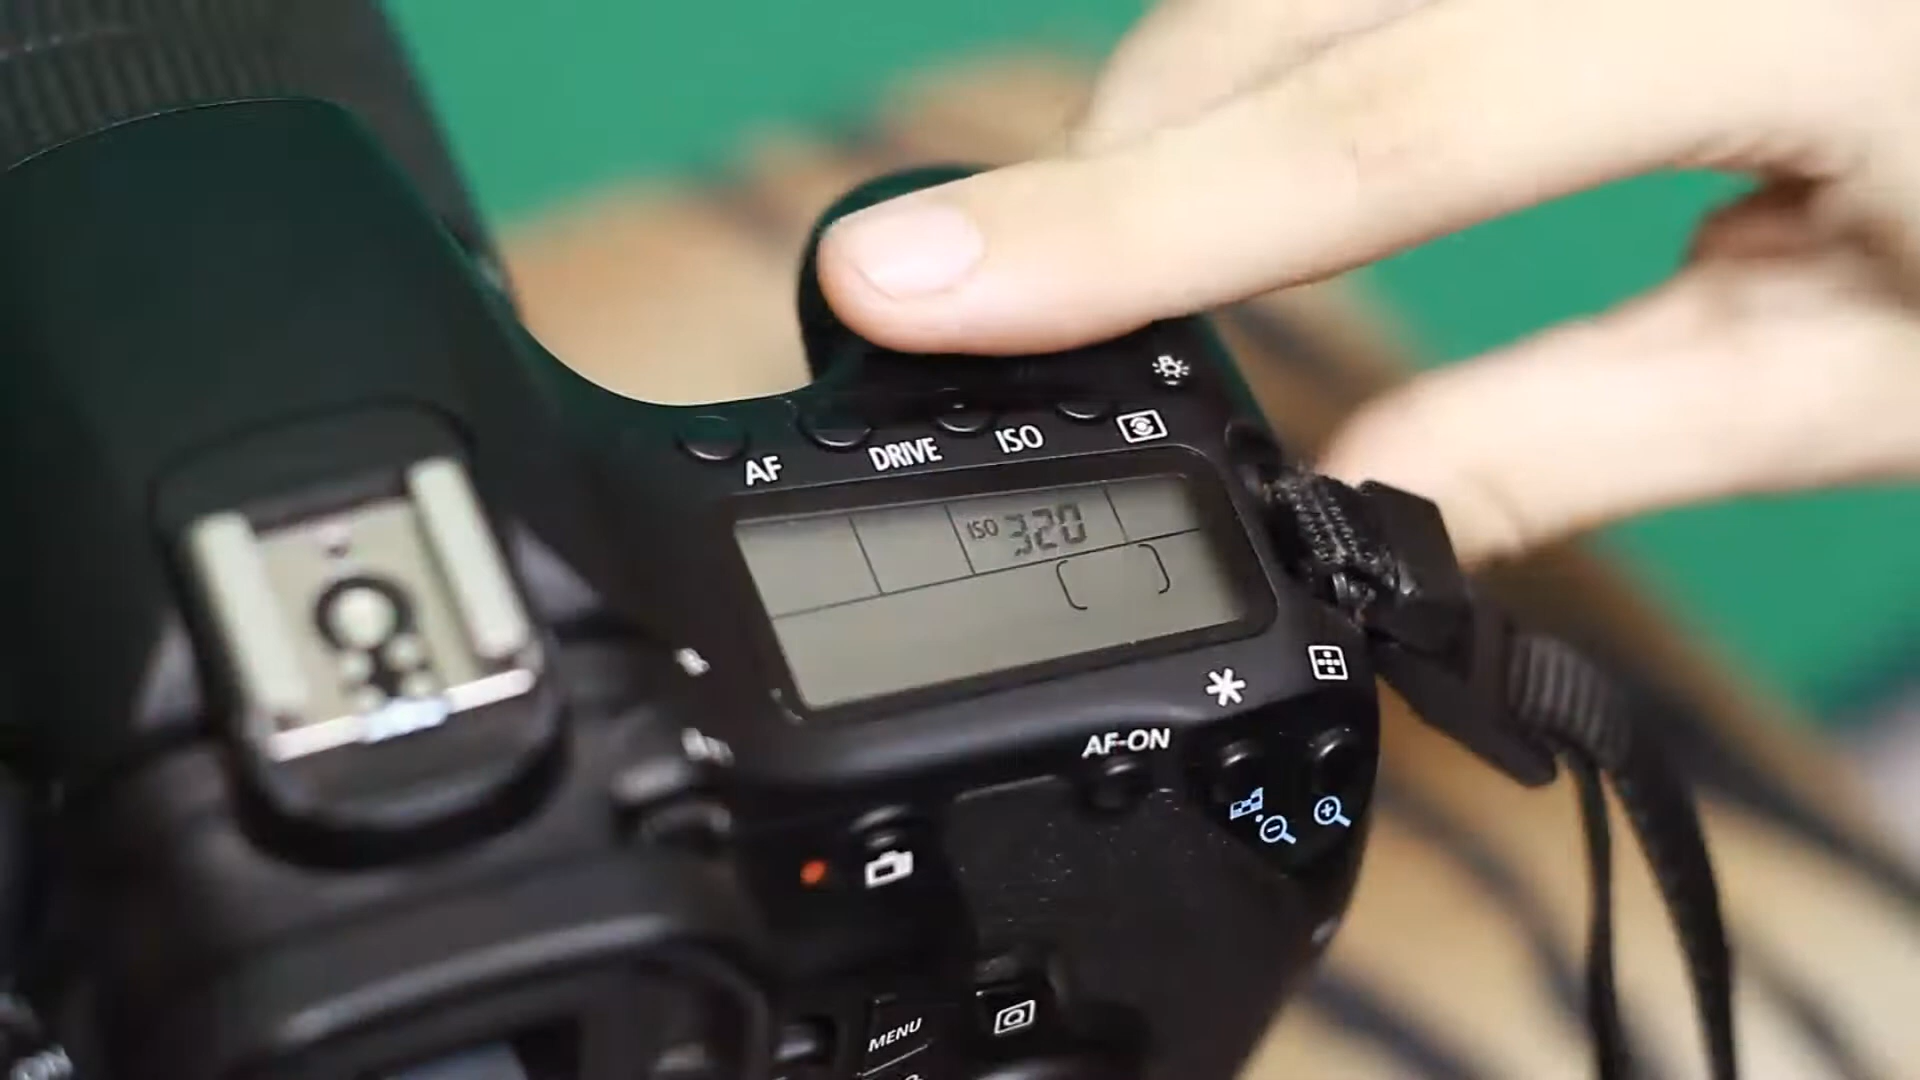 AF
DRIVE
ISO
ISO 320
AF-ON
MENU